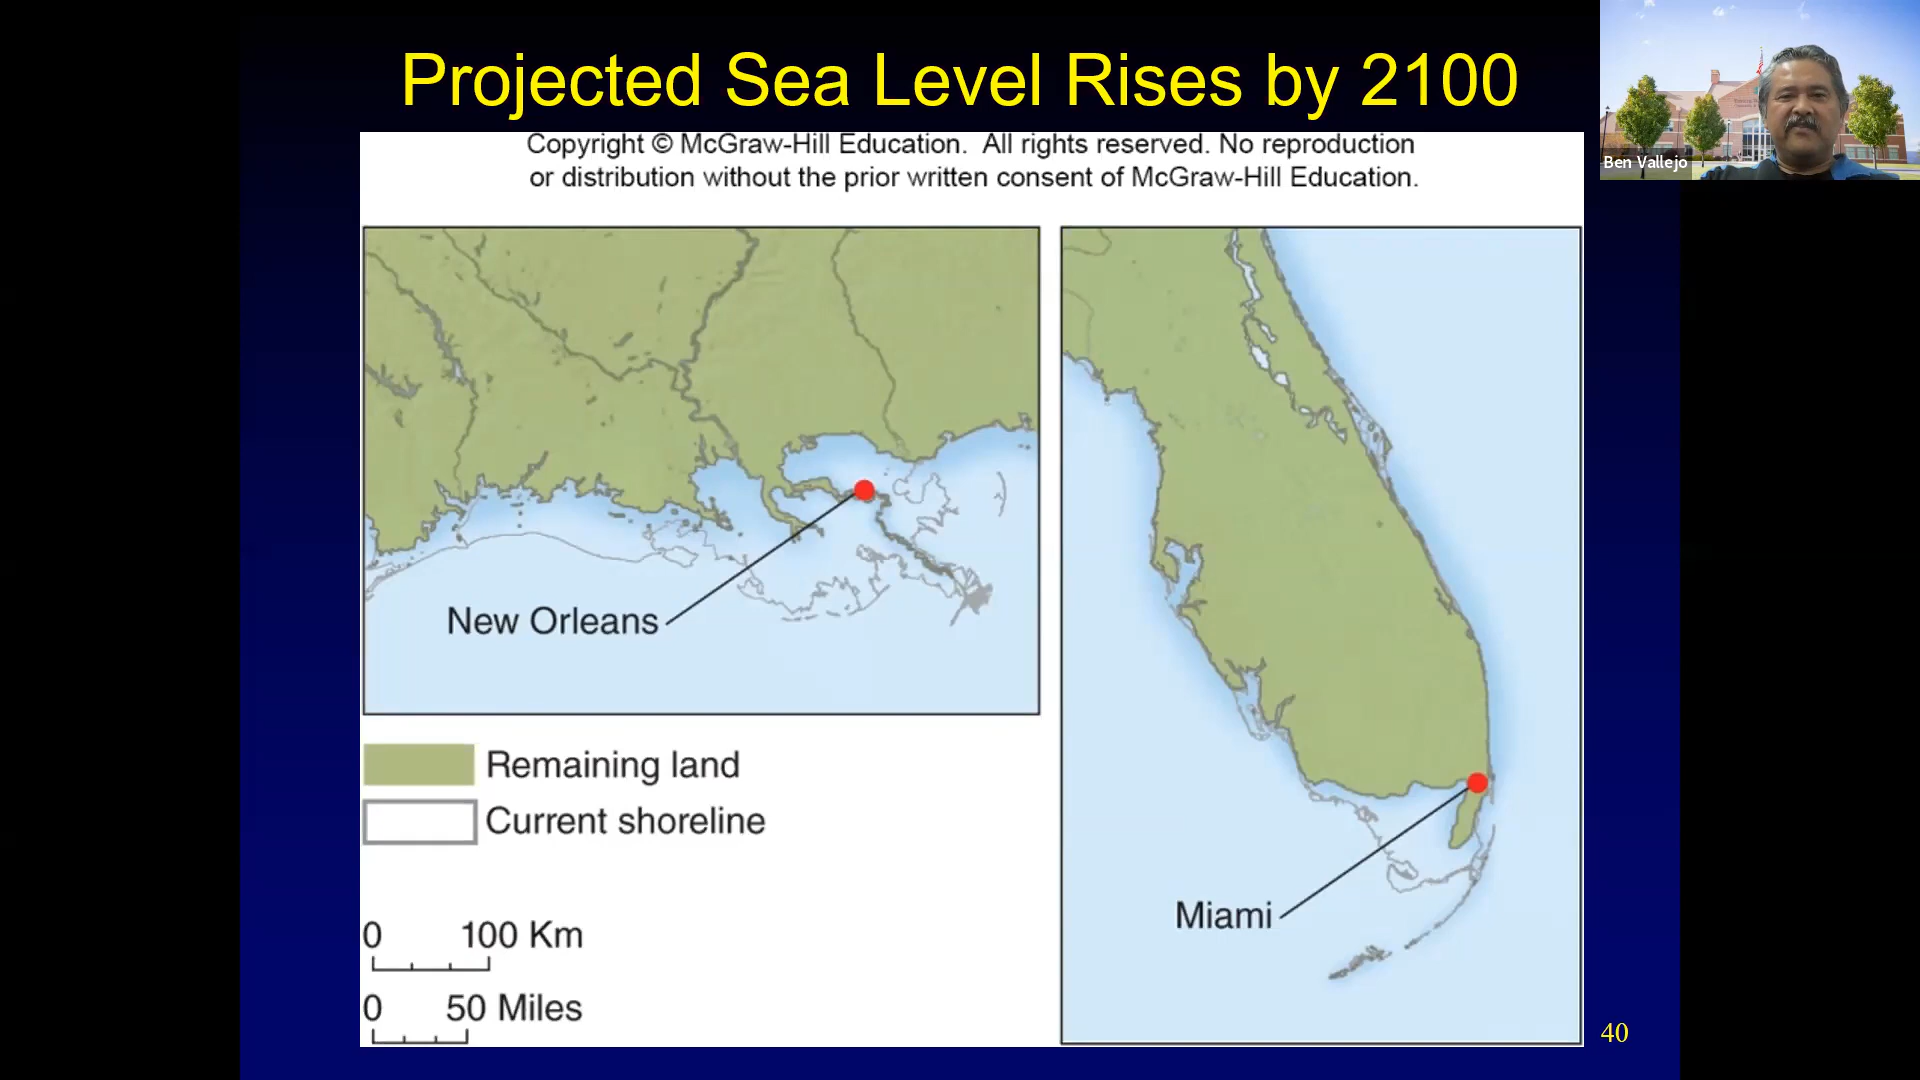 Projected Sea Level Rises by 2100
Ben Vallejo
Copyright © McGraw-Hill Education. All rights reserved. No reproduction
or distribution without the prior written consent of McGraw-Hill Education.
New Orleans
Miami
Remaining land
Current shoreline
0 100 Km
0 50 Miles
40